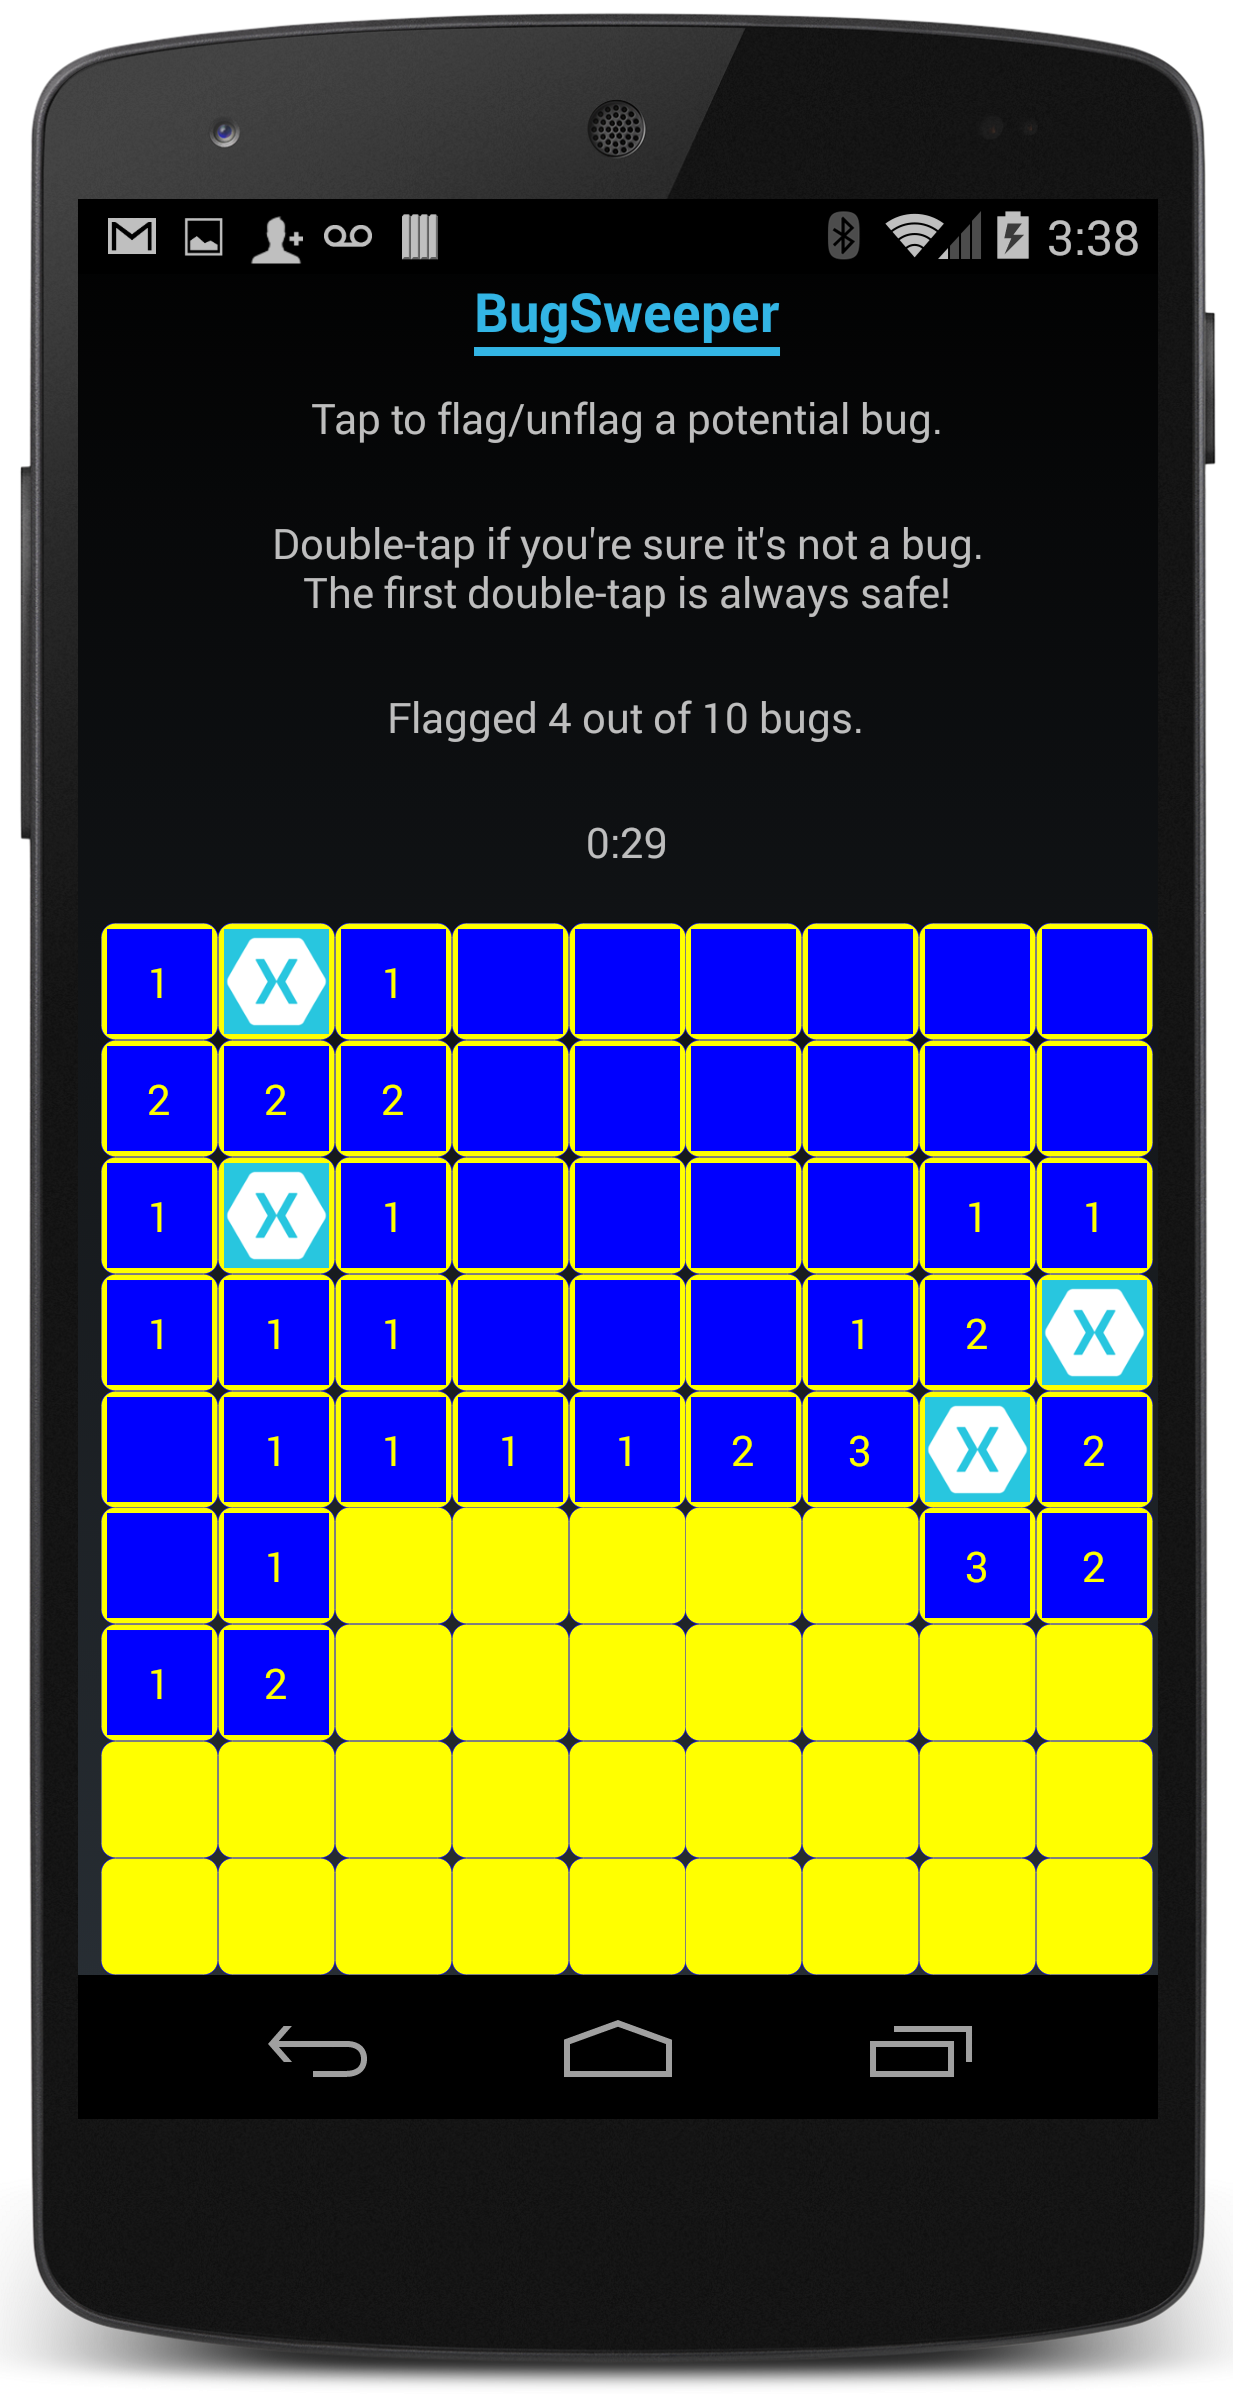 3:38
BugSweeper
Tap to flag/unflag a potential bug.
Double-tap if you're sure it's not a bug.
The first double-tap is always safe!
Flagged 4 out of 10 bugs.
0:29
1 X 1
2 2 2
1 X 1 1 1
1 1 1 1 2 X
1 1 1 1 2 3 X 2
1 3 2
1 2